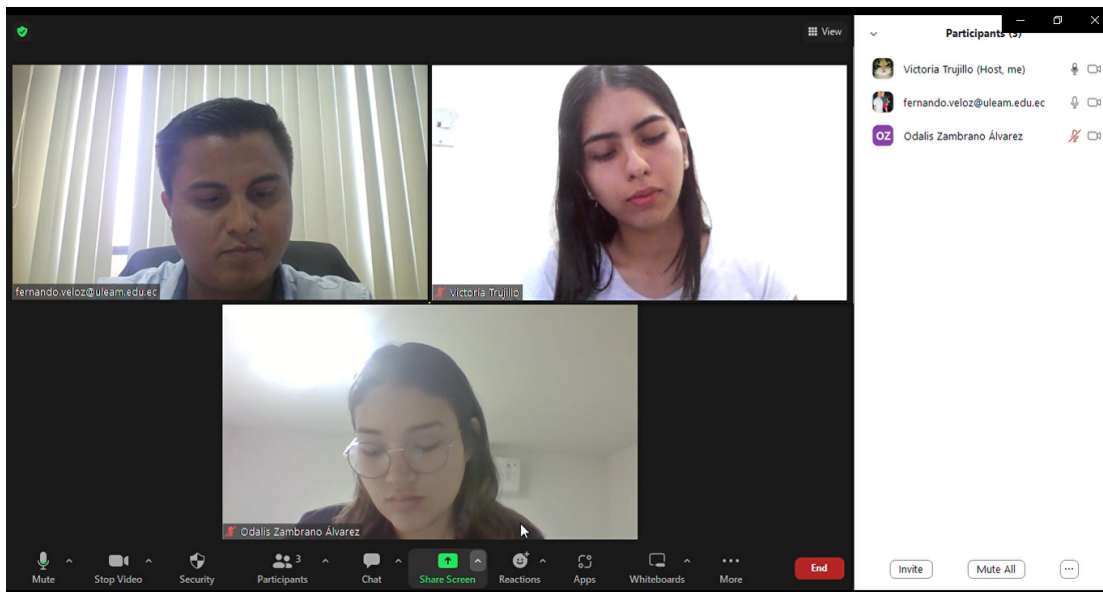 View
fernando.veloz@uleam.edu.ec
Victoria Trujillo
Odalis Zambrano Álvarez
Mute
Stop Video
Security
3
Participants
Chat
Share Screen
Reactions
Apps
Whiteboards
More
End
Participants (3)
Victoria Trujillo (Host, me)
fernando.veloz@uleam.edu.ec
OZ Odalis Zambrano Álvarez
Invite
Mute All
...